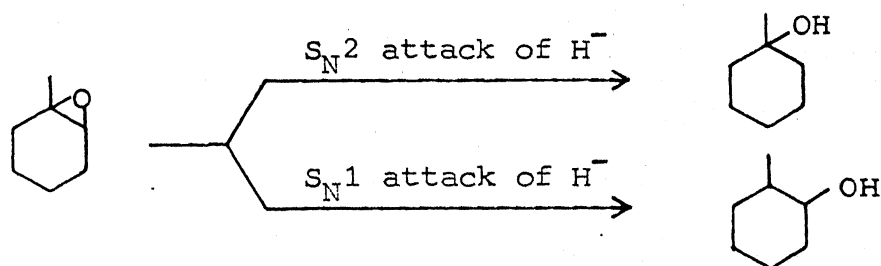 S_N2 attack of H⁻
OH
O
S_N1 attack of H⁻
OH